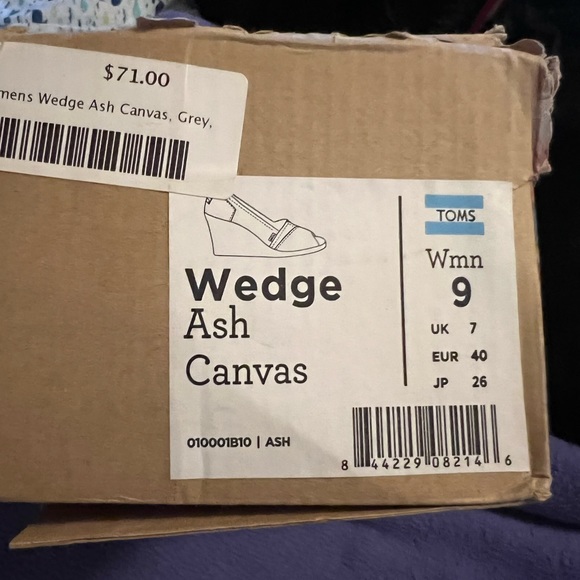 $71.00
mens Wedge Ash Canvas, Grey,
TOMS
Wmn
9
UK 7
EUR 40
JP 26
Wedge
Ash
Canvas
010001B10 | ASH
8 44229 08214 6